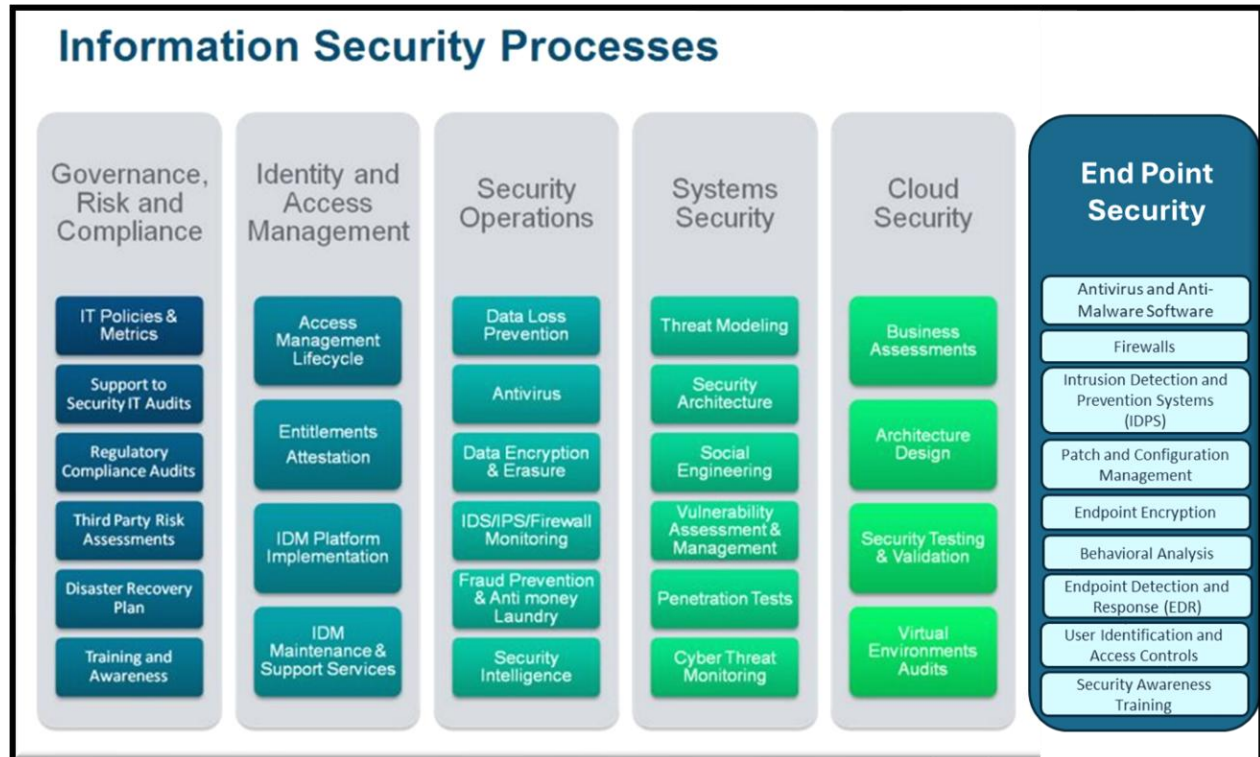 Information Security Processes
Governance,
Risk and
Compliance
IT Policies &
Metrics
Support to
Security IT Audits
Regulatory
Compliance Audits
Third Party Risk
Assessments
Disaster Recovery
Plan
Training and
Awareness
Identity and
Access
Management
Access
Management
Lifecycle
Entitlements
Attestation
IDM Platform
Implementation
IDM
Maintenance &
Support Services
Security
Operations
Data Loss
Prevention
Antivirus
Data Encryption
& Erasure
IDS/IPS/Firewall
Monitoring
Fraud Prevention
& Anti money
Laundry
Security
Intelligence
Systems
Security
Threat Modeling
Security
Architecture
Social
Engineering
Vulnerability
Assessment &
Management
Penetration Tests
Cyber Threat
Monitoring
Cloud
Security
Business
Assessments
Architecture
Design
Security Testing
& Validation
Virtual
Environments
Audits
End Point
Security
Antivirus and Anti-
Malware Software
Firewalls
Intrusion Detection and
Prevention Systems
(IDPS)
Patch and Configuration
Management
Endpoint Encryption
Behavioral Analysis
Endpoint Detection and
Response (EDR)
User Identification and
Access Controls
Security Awareness
Training